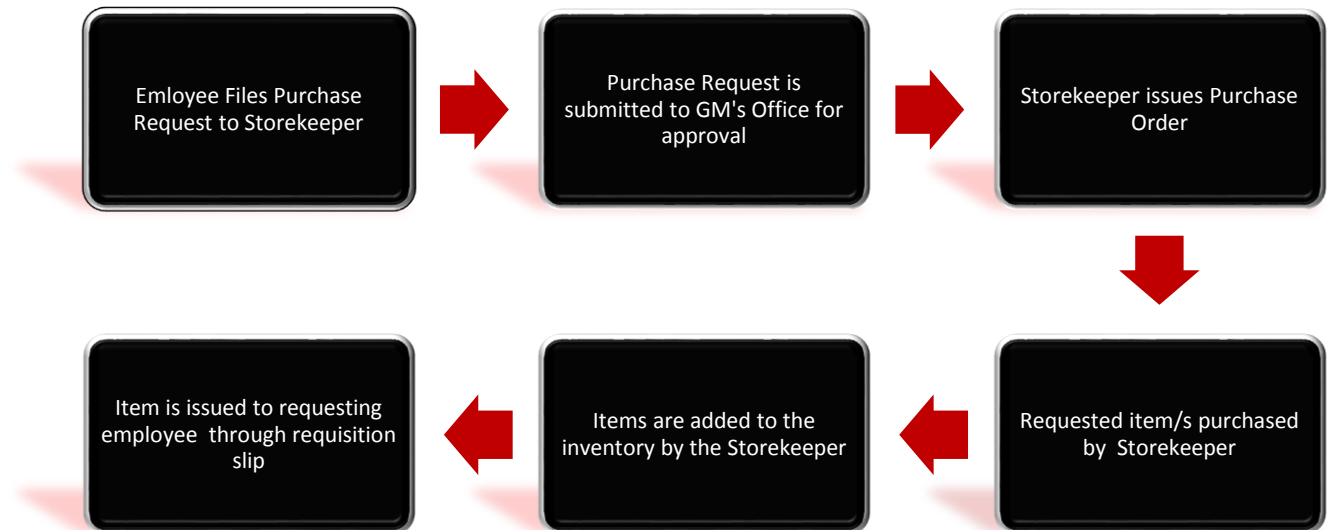 Emloyee Files Purchase
Request to Storekeeper
Purchase Request is
submitted to GM's Office for
approval
Storekeeper issues Purchase
Order
Requested item/s purchased
by  Storekeeper
Items are added to the
inventory by the Storekeeper
Item is issued to requesting
employee  through requisition
slip